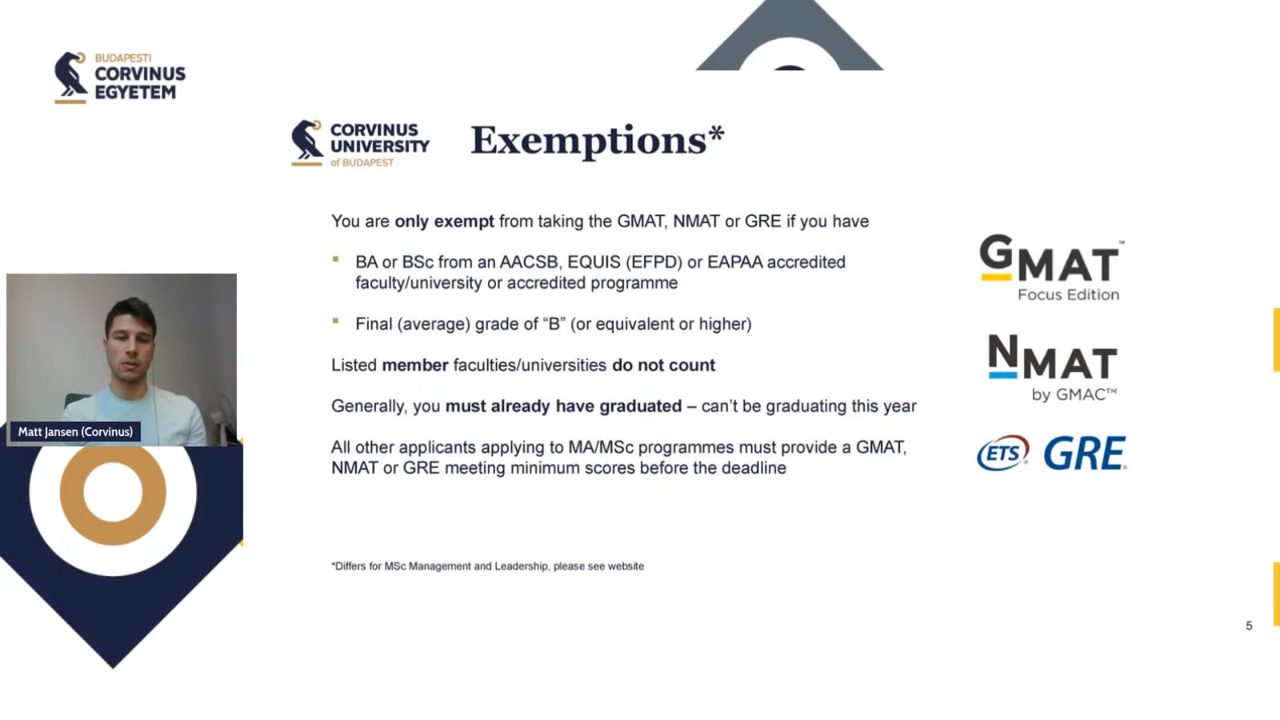 BUDAPESTI
CORVINUS
EGYETEM
CORVINUS
UNIVERSITY
of BUDAPEST
Exemptions*
You are only exempt from taking the GMAT, NMAT or GRE if you have
▪ BA or BSc from an AACSB, EQUIS (EFPD) or EAPAA accredited
faculty/university or accredited programme
▪ Final (average) grade of “B” (or equivalent or higher)
Listed member faculties/universities do not count
Generally, you must already have graduated – can’t be graduating this year
All other applicants applying to MA/MSc programmes must provide a GMAT,
NMAT or GRE meeting minimum scores before the deadline
*Differs for MSc Management and Leadership, please see website
GMAT™
Focus Edition
NMAT
by GMAC™
ETS GRE®
Matt Jansen (Corvinus)
5